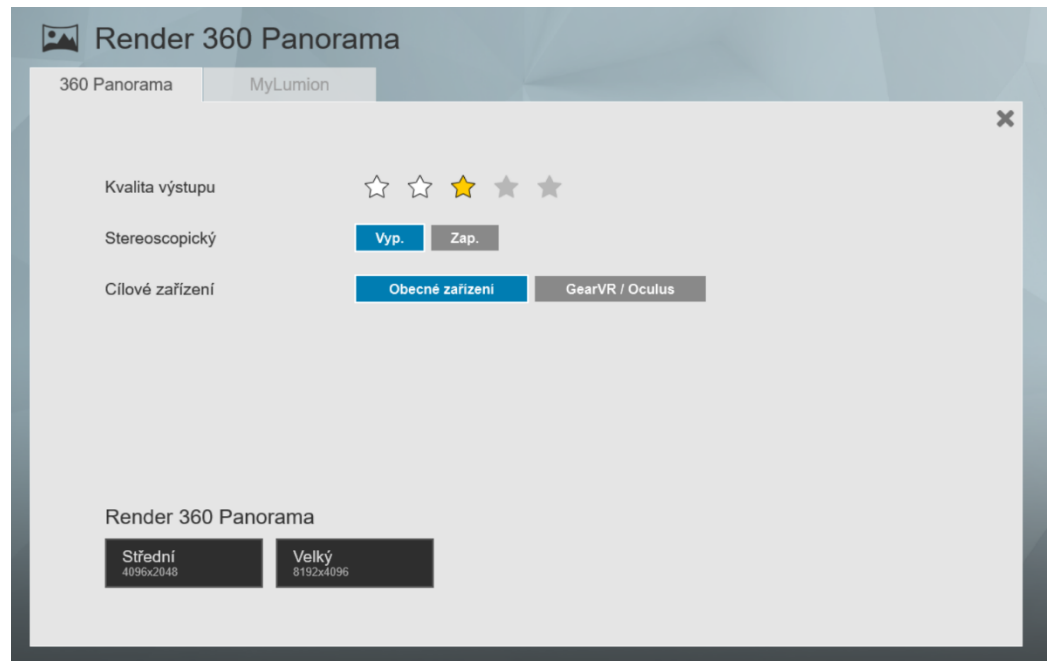 Render 360 Panorama
360 Panorama
MyLumion
Kvalita výstupu
Stereoscopický
Vyp.
Zap.
Cílové zařízení
Obecné zařízení
GearVR / Oculus
Render 360 Panorama
Střední
4096x2048
Velký
8192x4096